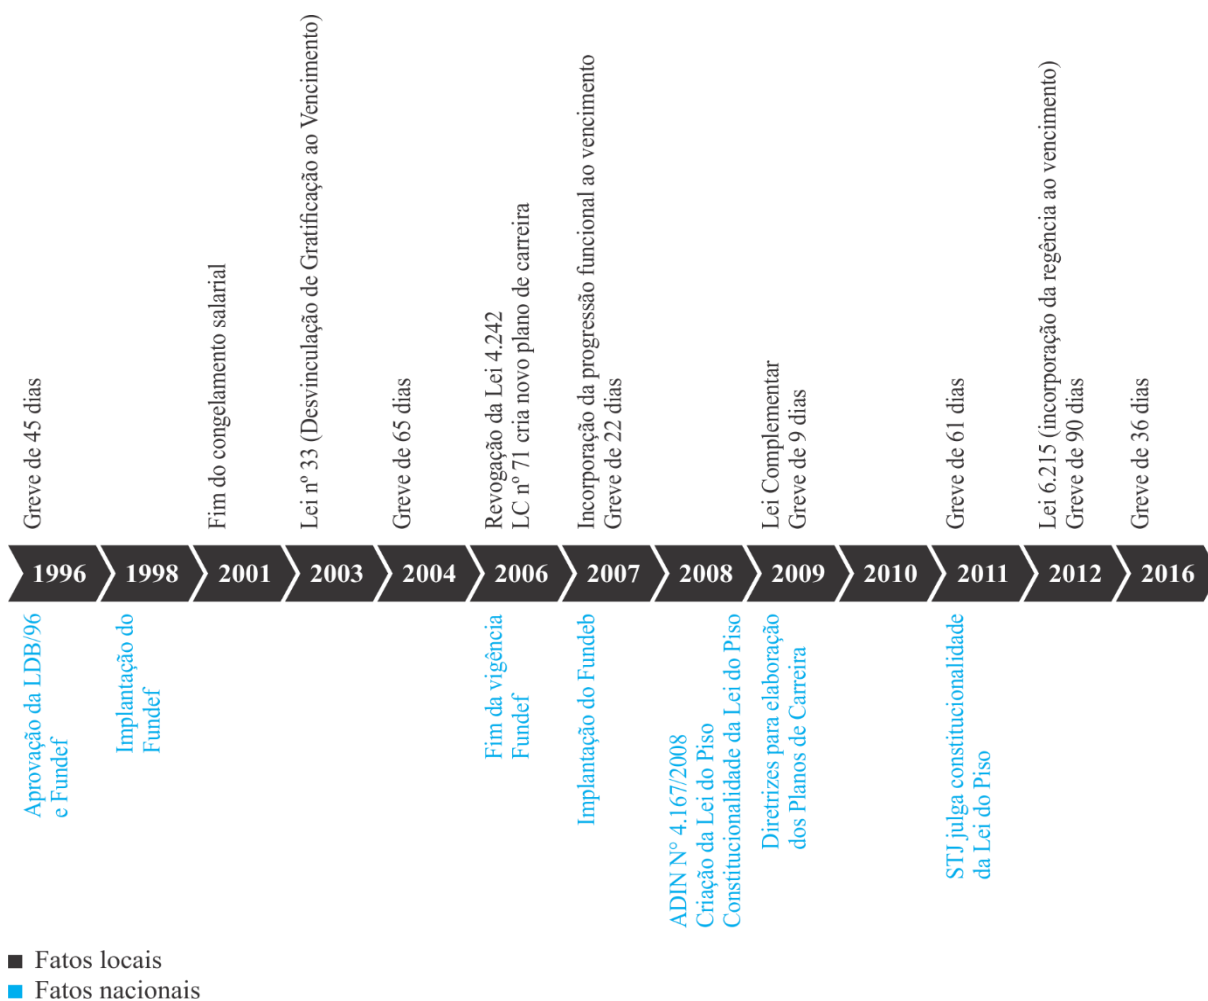 Greve de 45 dias
Fim do congelamento salarial
Lei nº 33 (Desvinculação de Gratificação ao Vencimento)
Greve de 65 dias
Revogação da Lei 4.242
LC nº 71 cria novo plano de carreira
Incorporação da progressão funcional ao vencimento
Greve de 22 dias
Lei Complementar
Greve de 9 dias
Greve de 61 dias
Lei 6.215 (incorporação da regência ao vencimento)
Greve de 90 dias
Greve de 36 dias
1996
1998
2001
2003
2004
2006
2007
2008
2009
2010
2011
2012
2016
Aprovação da LDB/96
e Fundef
Implantação do
Fundef
Fim da vigência
Fundef
Implantação do Fundeb
ADIN N° 4.167/2008
Criação da Lei do Piso
Constitucionalidade da Lei do Piso
Diretrizes para elaboração
dos Planos de Carreira
STJ julga constitucionalidade
da Lei do Piso
Fatos locais
Fatos nacionais